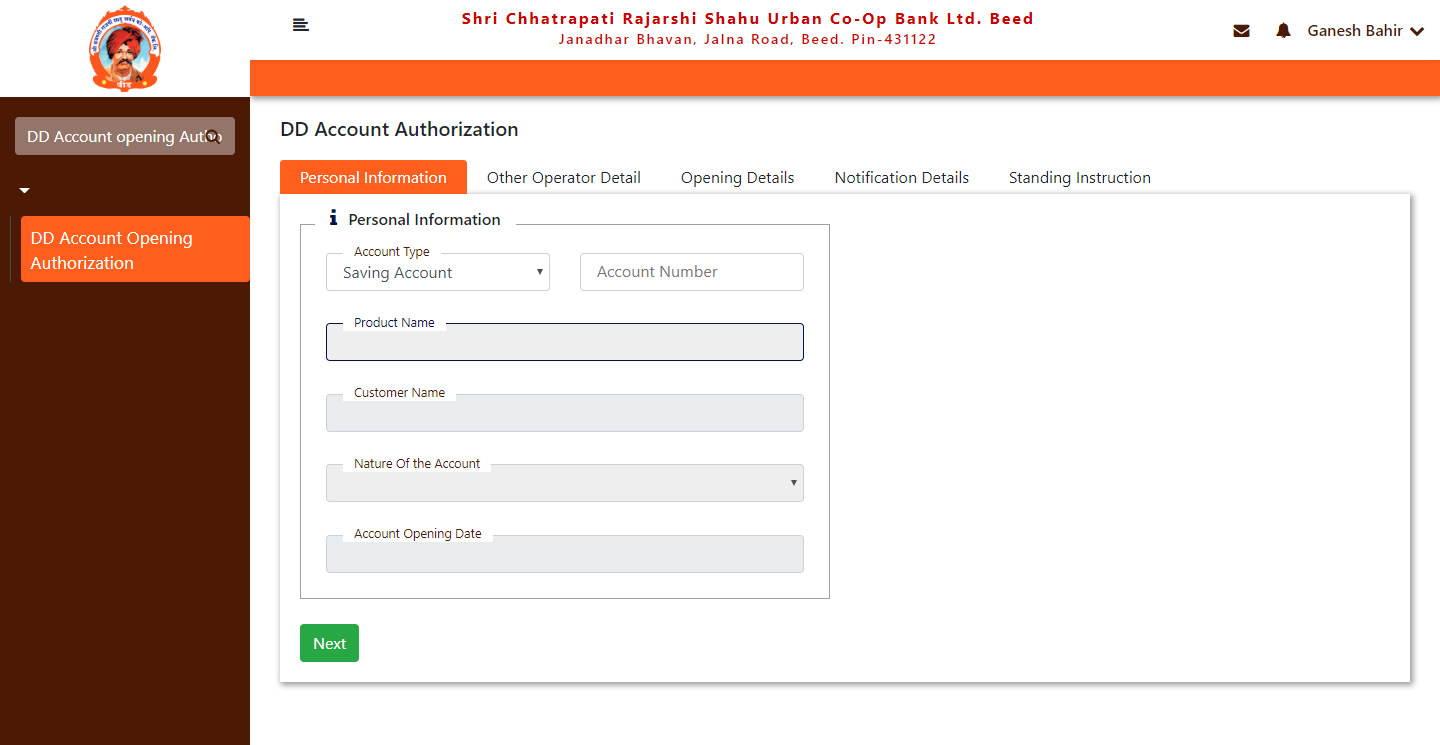 Shri Chhatrapati Rajarshi Shahu Urban Co-Op Bank Ltd. Beed
Janadhar Bhavan, Jalna Road, Beed. Pin-431122
Ganesh Bahir
बीड
DD Account opening Autho
DD Account Opening
Authorization
DD Account Authorization
Personal Information
Other Operator Detail
Opening Details
Notification Details
Standing Instruction
Personal Information
Account Type
Saving Account
Account Number
Product Name
Customer Name
Nature Of the Account
Account Opening Date
Next